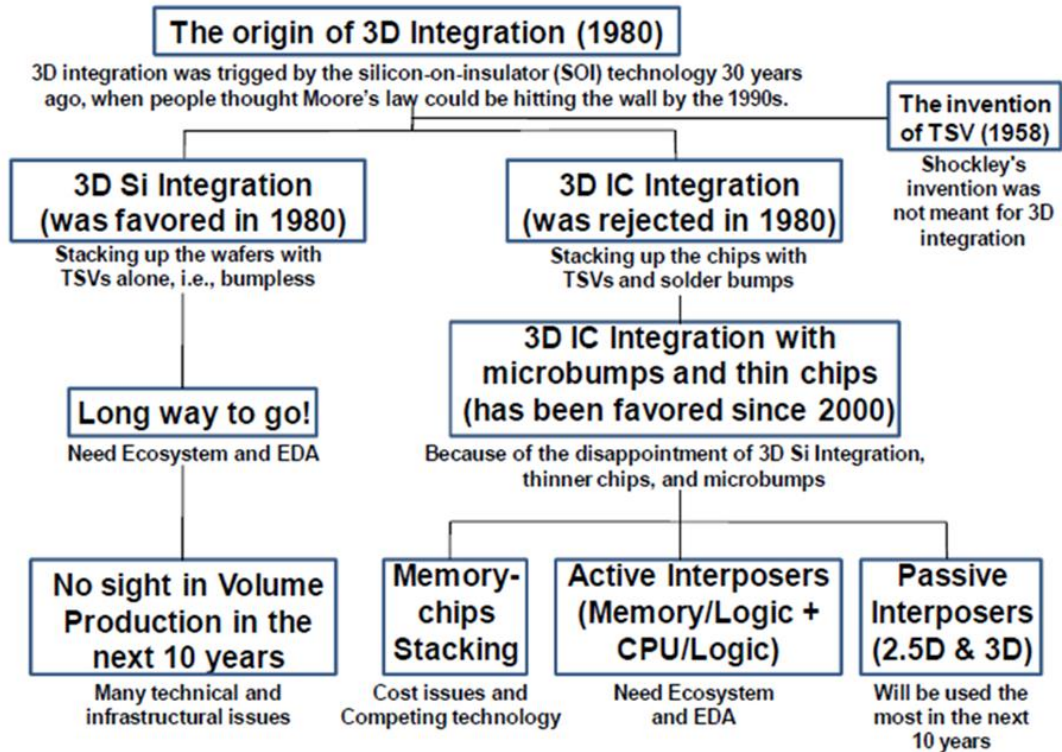 The origin of 3D Integration (1980)
3D integration was trigged by the silicon-on-insulator (SOI) technology 30 years
ago, when people thought Moore's law could be hitting the wall by the 1990s.
The invention
of TSV (1958)
Shockley's
invention was
not meant for 3D
integration
3D Si Integration
(was favored in 1980)
Stacking up the wafers with
TSVs alone, i.e., bumpless
3D IC Integration
(was rejected in 1980)
Stacking up the chips with
TSVs and solder bumps
Long way to go!
Need Ecosystem and EDA
3D IC Integration with
microbumps and thin chips
(has been favored since 2000)
Because of the disappointment of 3D Si Integration,
thinner chips, and microbumps
No sight in Volume
Production in the
next 10 years
Many technical and
infrastructural issues
Memory-
chips
Stacking
Cost issues and
Competing technology
Active Interposers
(Memory/Logic +
CPU/Logic)
Need Ecosystem
and EDA
Passive
Interposers
(2.5D & 3D)
Will be used the
most in the next
10 years